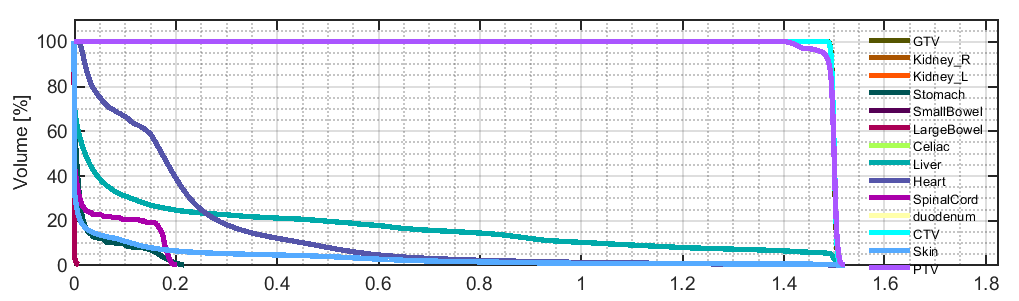 100
80
60
40
20
0
Volume [%]
0
0.2
0.4
0.6
0.8
1
1.2
1.4
1.6
1.8
GTV
Kidney_R
Kidney_L
Stomach
SmallBowel
LargeBowel
Celiac
Liver
Heart
SpinalCord
duodenum
CTV
Skin
PTV